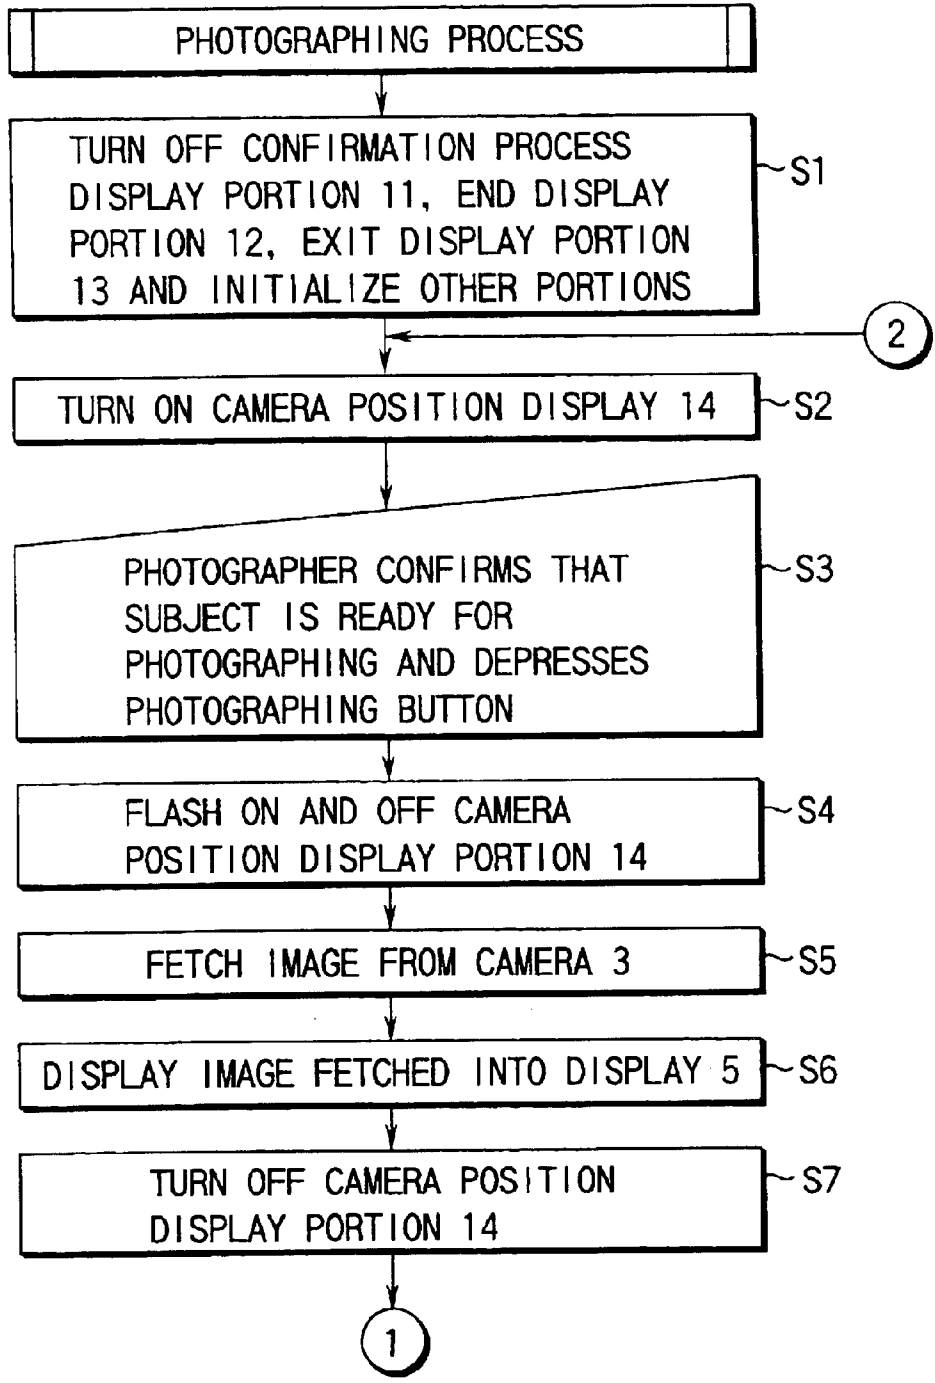 PHOTOGRAPHING PROCESS
TURN OFF CONFIRMATION PROCESS
DISPLAY PORTION 11, END DISPLAY
PORTION 12, EXIT DISPLAY PORTION
13 AND INITIALIZE OTHER PORTIONS
S1
2
TURN ON CAMERA POSITION DISPLAY 14
S2
PHOTOGRAPHER CONFIRMS THAT
SUBJECT IS READY FOR
PHOTOGRAPHING AND DEPRESSES
PHOTOGRAPHING BUTTON
S3
FLASH ON AND OFF CAMERA
POSITION DISPLAY PORTION 14
S4
FETCH IMAGE FROM CAMERA 3
S5
DISPLAY IMAGE FETCHED INTO DISPLAY 5
S6
TURN OFF CAMERA POSITION
DISPLAY PORTION 14
S7
1